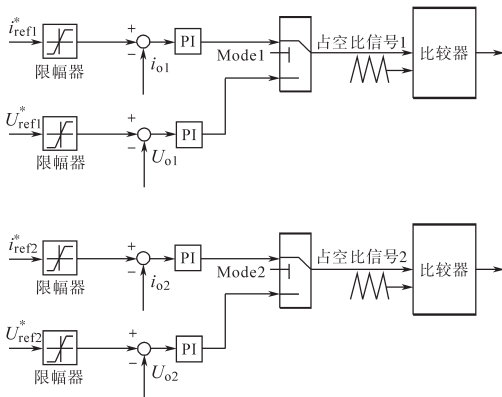 i*ref1
限幅器
+
−
io1
PI
Mode1
占空比信号1
比较器
U*ref1
限幅器
+
−
Uo1
PI
i*ref2
限幅器
+
−
io2
PI
Mode2
占空比信号2
比较器
U*ref2
限幅器
+
−
Uo2
PI